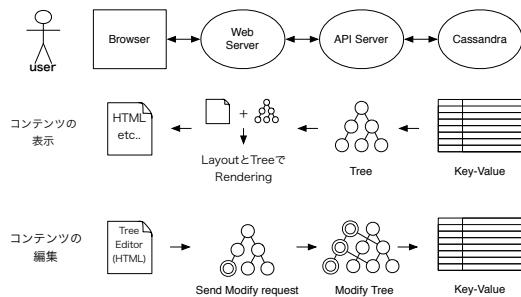 user
Browser
Web
Server
API Server
Cassandra
コンテンツの
表示
HTML
etc..
+
LayoutとTreeで
Rendering
Tree
Key-Value
コンテンツの
編集
Tree
Editor
(HTML)
Send Modify request
Modify Tree
Key-Value